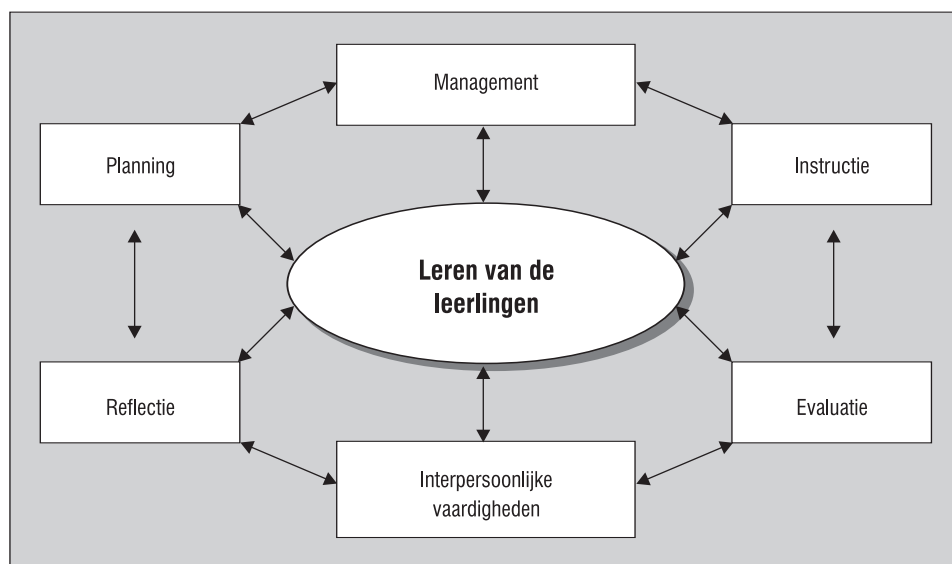 Management
Planning
Instructie
Leren van de
leerlingen
Reflectie
Evaluatie
Interpersoonlijke
vaardigheden